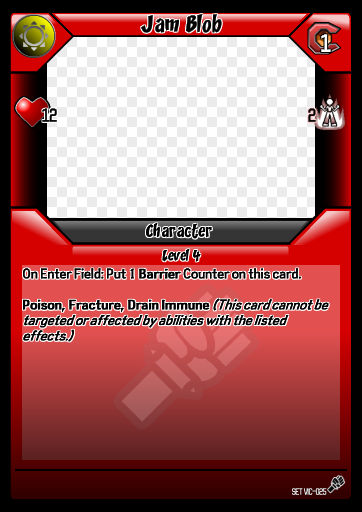 Jam Blob
1
12
2
Character
Level 4
On Enter Field: Put 1 Barrier Counter on this card.
Poison, Fracture, Drain Immune (This card cannot be
targeted or affected by abilities with the listed
effects.)
SET VIC-025